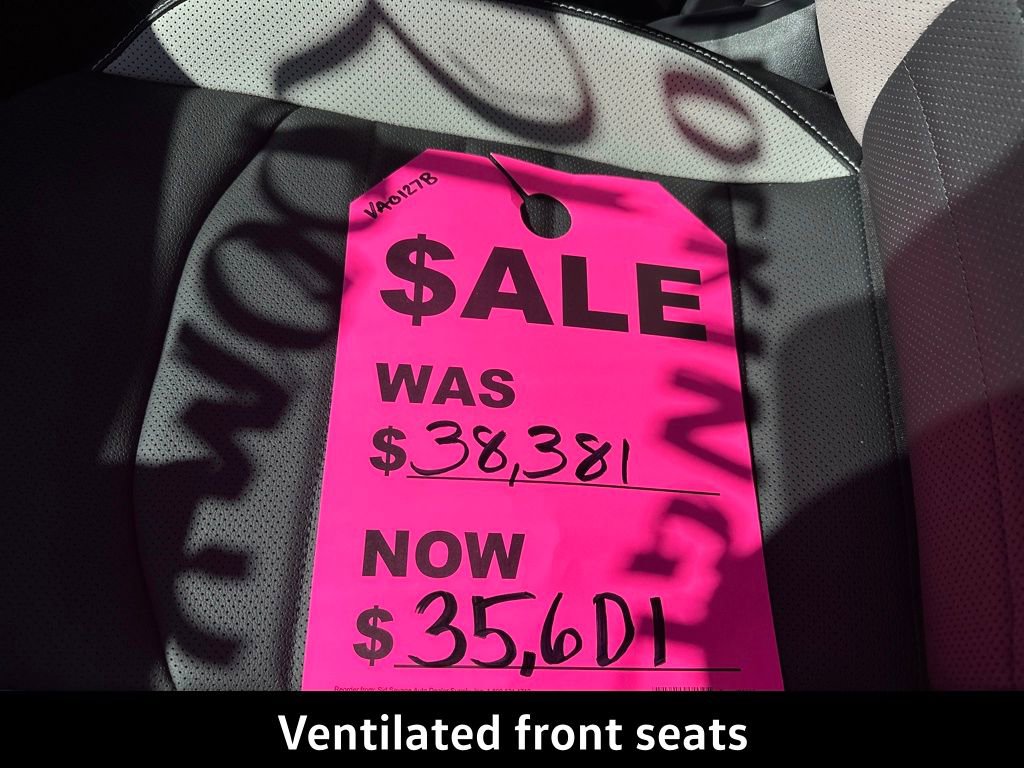 VA0127B
$ALE
WAS
$38,381
NOW
$35,601
Ventilated front seats